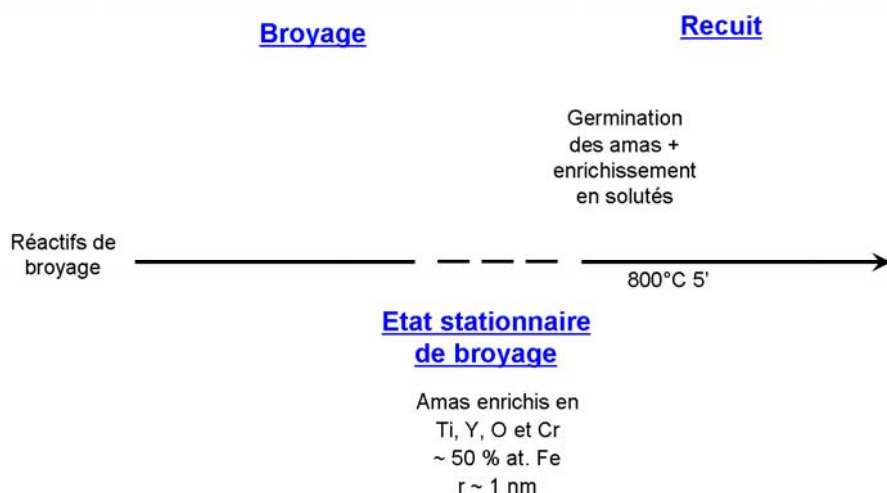 Broyage
Recuit
Germination
des amas +
enrichissement
en solutés
Réactifs de
broyage
800°C 5'
Etat stationnaire
de broyage
Amas enrichis en
Ti, Y, O et Cr
~ 50 % at. Fe
r ~ 1 nm